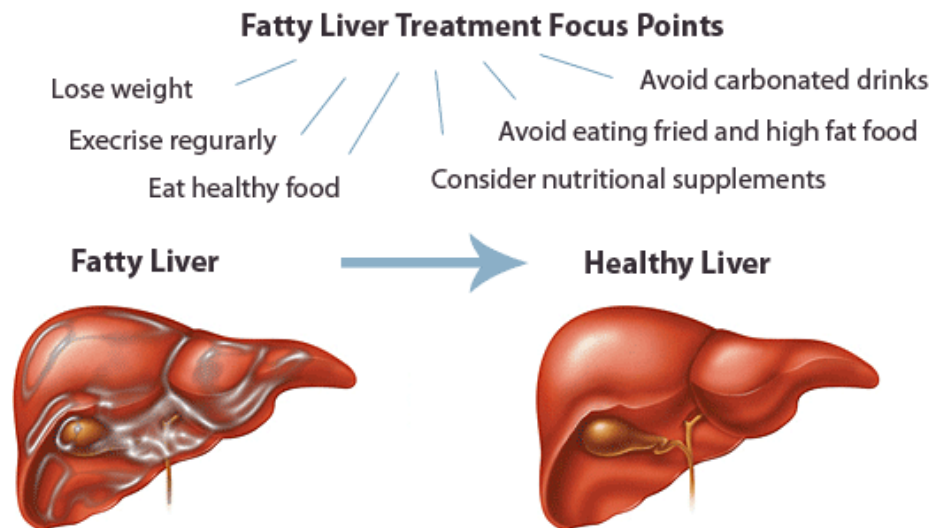 Fatty Liver Treatment Focus Points
Lose weight
Avoid carbonated drinks
Execrise regurarly
Avoid eating fried and high fat food
Eat healthy food
Consider nutritional supplements
Fatty Liver
Healthy Liver